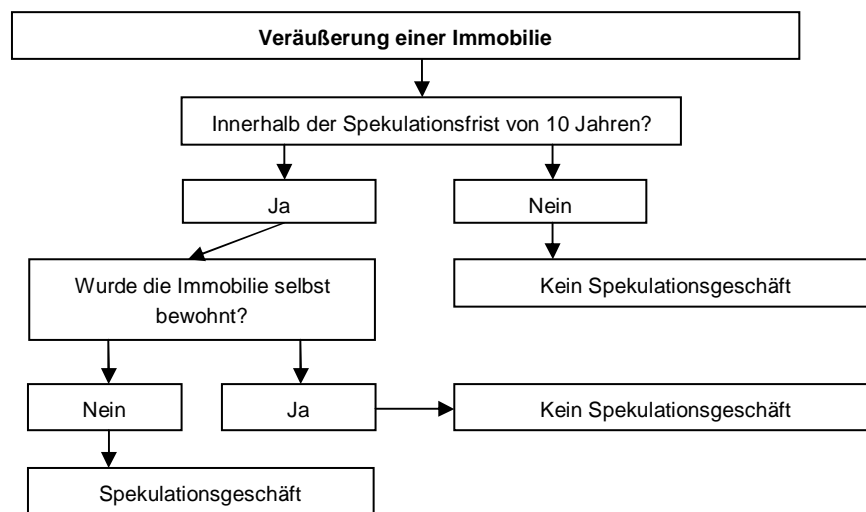 Veräußerung einer Immobilie
Innerhalb der Spekulationsfrist von 10 Jahren?
Ja
Nein
Wurde die Immobilie selbst
bewohnt?
Kein Spekulationsgeschäft
Nein
Ja
Kein Spekulationsgeschäft
Spekulationsgeschäft